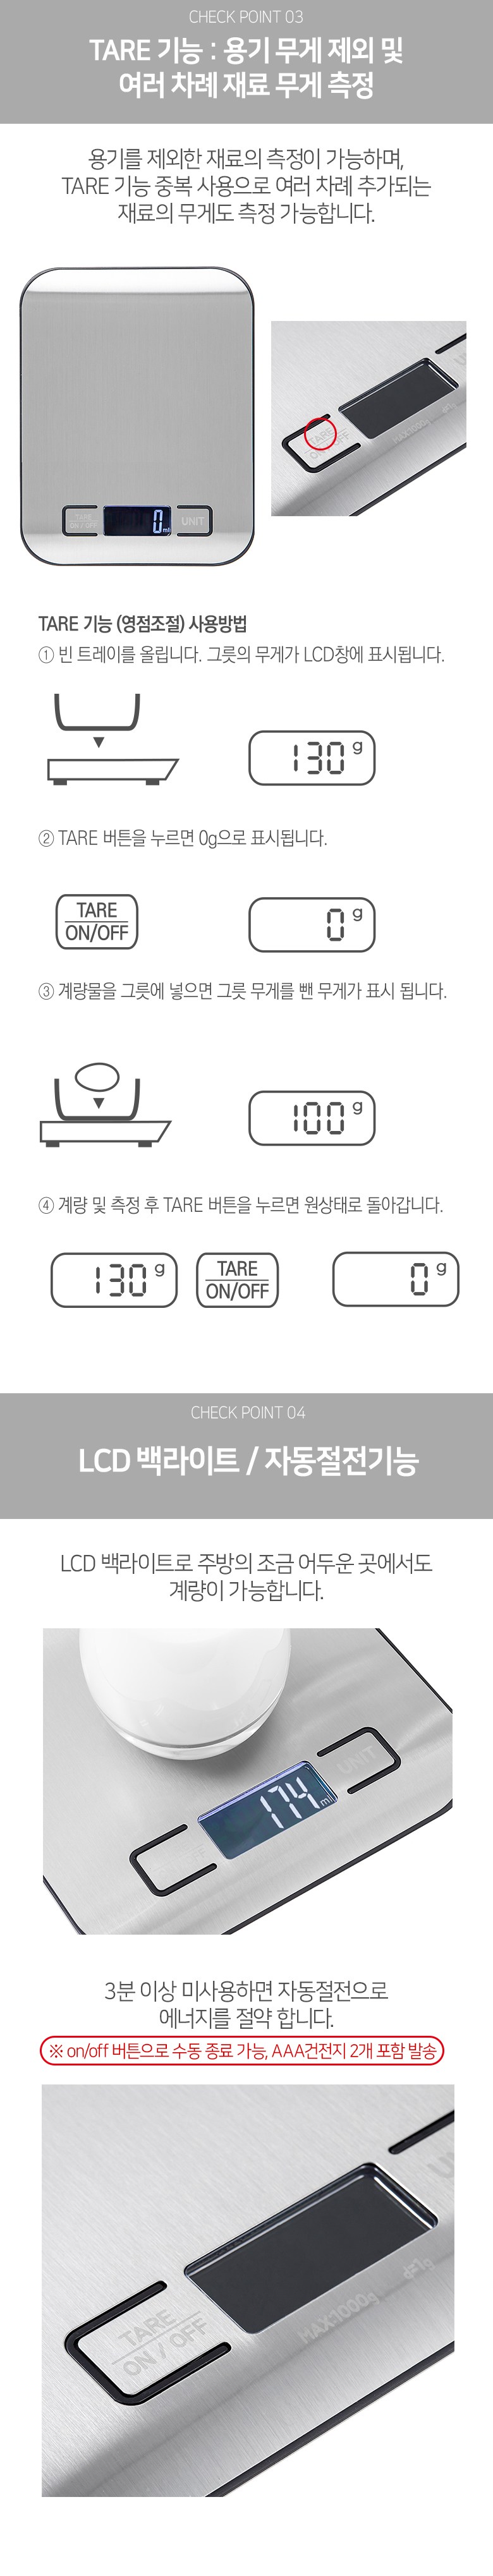 CHECK POINT 03
TARE 기능 : 용기 무게 제외 및
여러 차례 재료 무게 측정
용기를 제외한 재료의 측정이 가능하며,
TARE 기능 중복 사용으로 여러 차례 추가되는
재료의 무게도 측정 가능합니다.
TARE
ON / OFF
0 ml
UNIT
TARE
ON / OFF
MAX1000g d=1g
TARE 기능 (영점조절) 사용방법
① 빈 트레이를 올립니다. 그릇의 무게가 LCD창에 표시됩니다.
130 g
② TARE 버튼을 누르면 0g으로 표시됩니다.
TARE
ON/OFF
0 g
③ 계량물을 그릇에 넣으면 그릇 무게를 뺀 무게가 표시 됩니다.
100 g
④ 계량 및 측정 후 TARE 버튼을 누르면 원상태로 돌아갑니다.
130 g
TARE
ON/OFF
0 g
CHECK POINT 04
LCD 백라이트 / 자동절전기능
LCD 백라이트로 주방의 조금 어두운 곳에서도
계량이 가능합니다.
UNIT
174 ml
3분 이상 미사용하면 자동절전으로
에너지를 절약 합니다.
※ on/off 버튼으로 수동 종료 가능, AAA건전지 2개 포함 발송
TARE
ON / OFF
MAX1000g d=1g